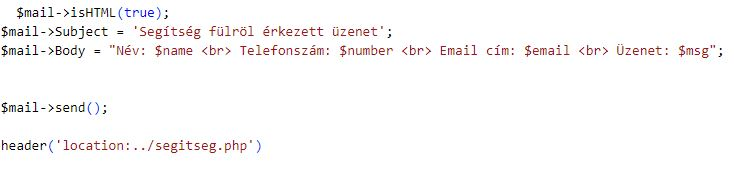 $mail->isHTML(true);
$mail->Subject = 'Segítség fülről érkezett üzenet';
$mail->Body = "Név: $name <br> Telefonszám: $number <br> Email cím: $email <br> Üzenet: $msg";
$mail->send();
header('location:../segitseg.php')